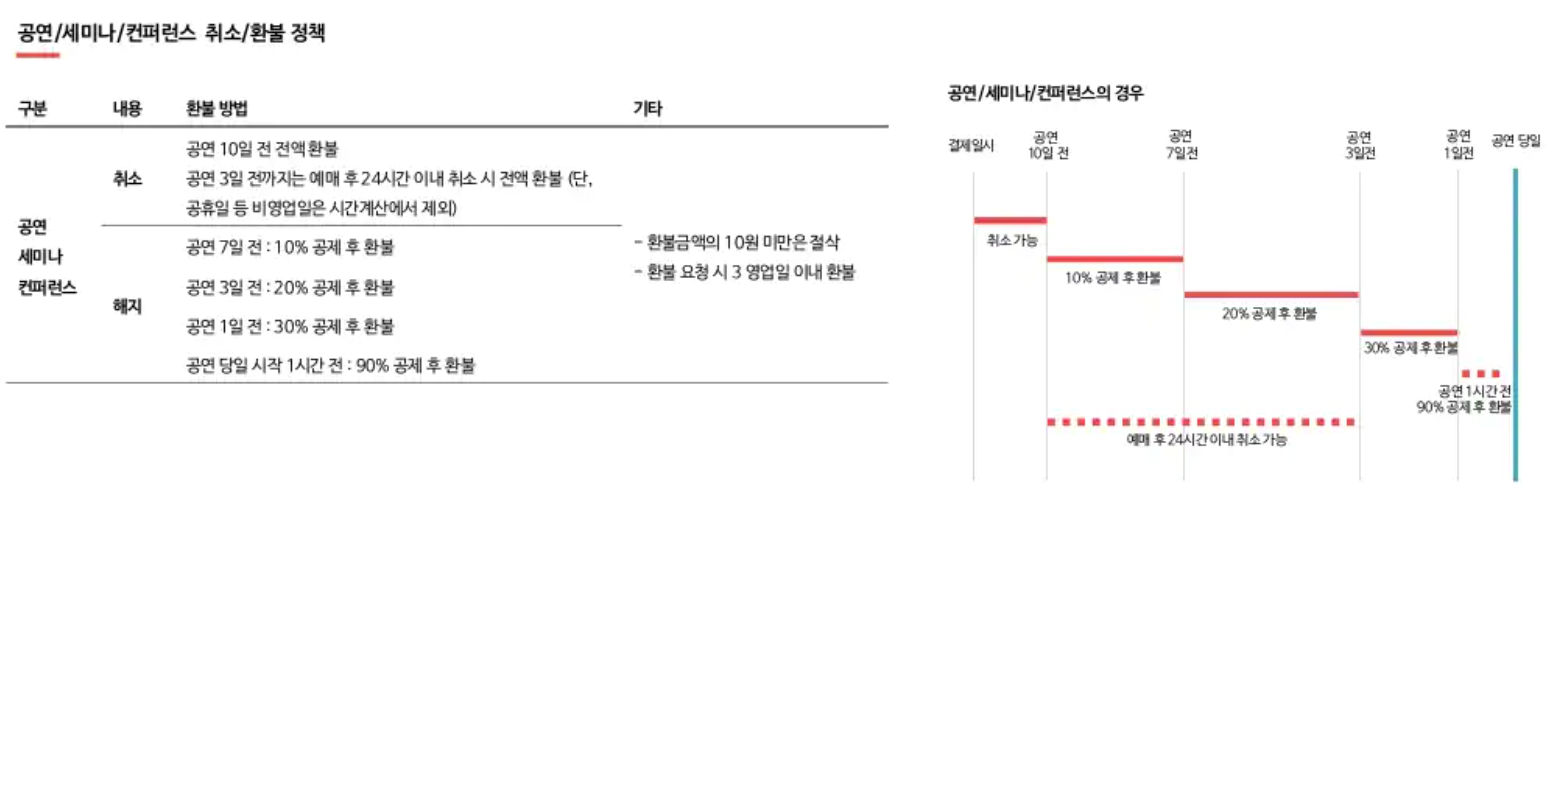 공연/세미나/컨퍼런스 취소/환불 정책
구분 내용 환불 방법 기타
공연
세미나
컨퍼런스
취소
공연 10일 전 전액환불
공연 3일 전까지는 예매 후 24시간 이내 취소 시 전액 환불 (단,
공휴일 등 비영업일은 시간계산에서 제외)
해지
공연 7일 전 : 10% 공제 후 환불
공연 3일 전 : 20% 공제 후 환불
공연 1일 전 : 30% 공제 후 환불
공연 당일 시작 1시간 전 : 90% 공제 후 환불
- 환불금액의 10원 미만은 절삭
- 환불 요청 시 3 영업일 이내 환불
공연/세미나/컨퍼런스의 경우
결제일시
공연
10일 전
공연
7일전
공연
3일전
공연
1일전
공연 당일
취소 가능
10% 공제 후 환불
20% 공제 후 환불
30% 공제 후 환불
공연 1시간 전
90% 공제 후 환불
예매 후 24시간 이내 취소 가능